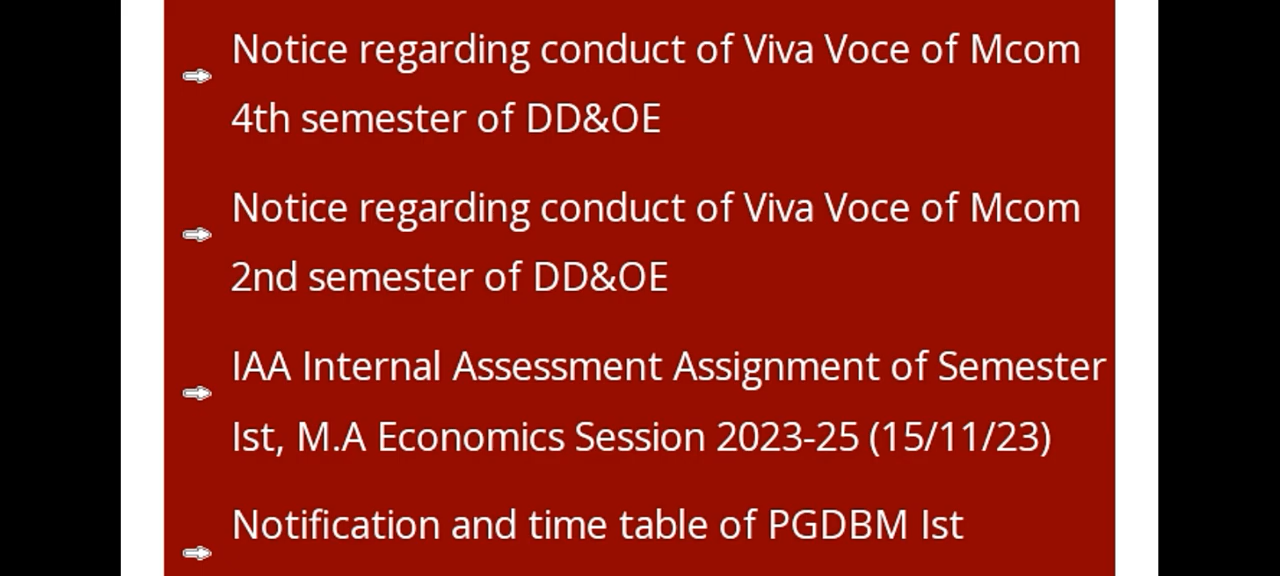 Notice regarding conduct of Viva Voce of Mcom
4th semester of DD&OE
Notice regarding conduct of Viva Voce of Mcom
2nd semester of DD&OE
IAA Internal Assessment Assignment of Semester
Ist, M.A Economics Session 2023-25 (15/11/23)
Notification and time table of PGDBM Ist